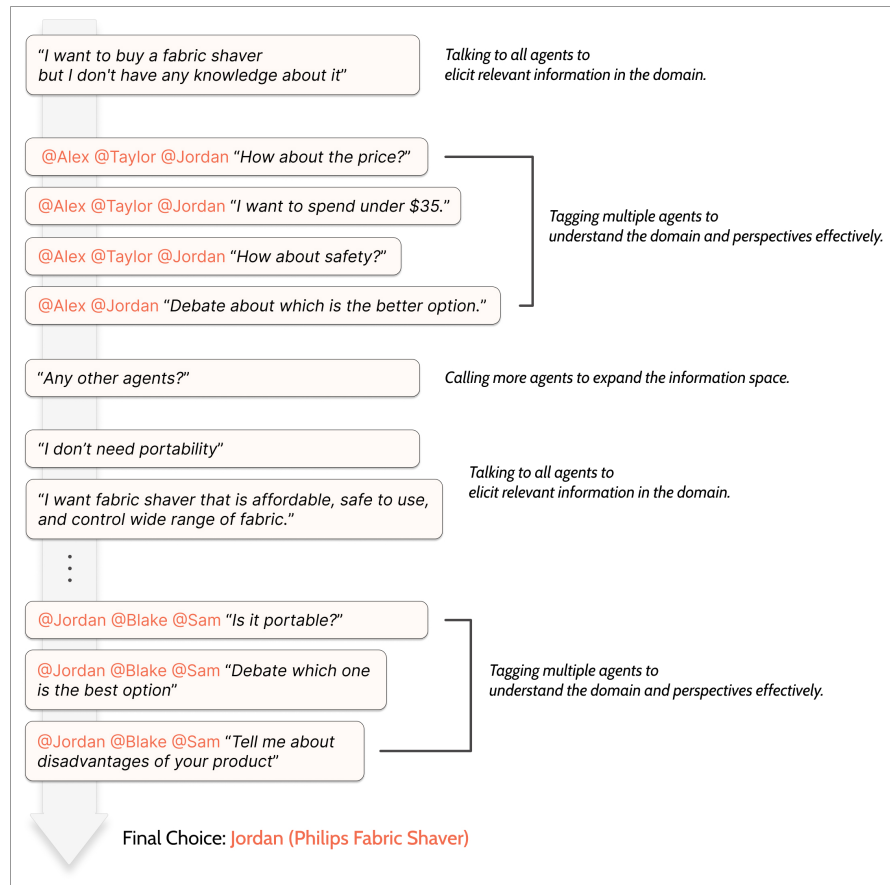 “I want to buy a fabric shaver
but I don't have any knowledge about it”
Talking to all agents to
elicit relevant information in the domain.
@Alex @Taylor @Jordan “How about the price?”
@Alex @Taylor @Jordan “I want to spend under $35.”
@Alex @Taylor @Jordan “How about safety?”
@Alex @Jordan “Debate about which is the better option.”
Tagging multiple agents to
understand the domain and perspectives effectively.
“Any other agents?”
Calling more agents to expand the information space.
“I don’t need portability”
“I want fabric shaver that is affordable, safe to use,
and control wide range of fabric.”
Talking to all agents to
elicit relevant information in the domain.
@Jordan @Blake @Sam “Is it portable?”
@Jordan @Blake @Sam “Debate which one
is the best option”
@Jordan @Blake @Sam “Tell me about
disadvantages of your product”
Tagging multiple agents to
understand the domain and perspectives effectively.
Final Choice: Jordan (Philips Fabric Shaver)